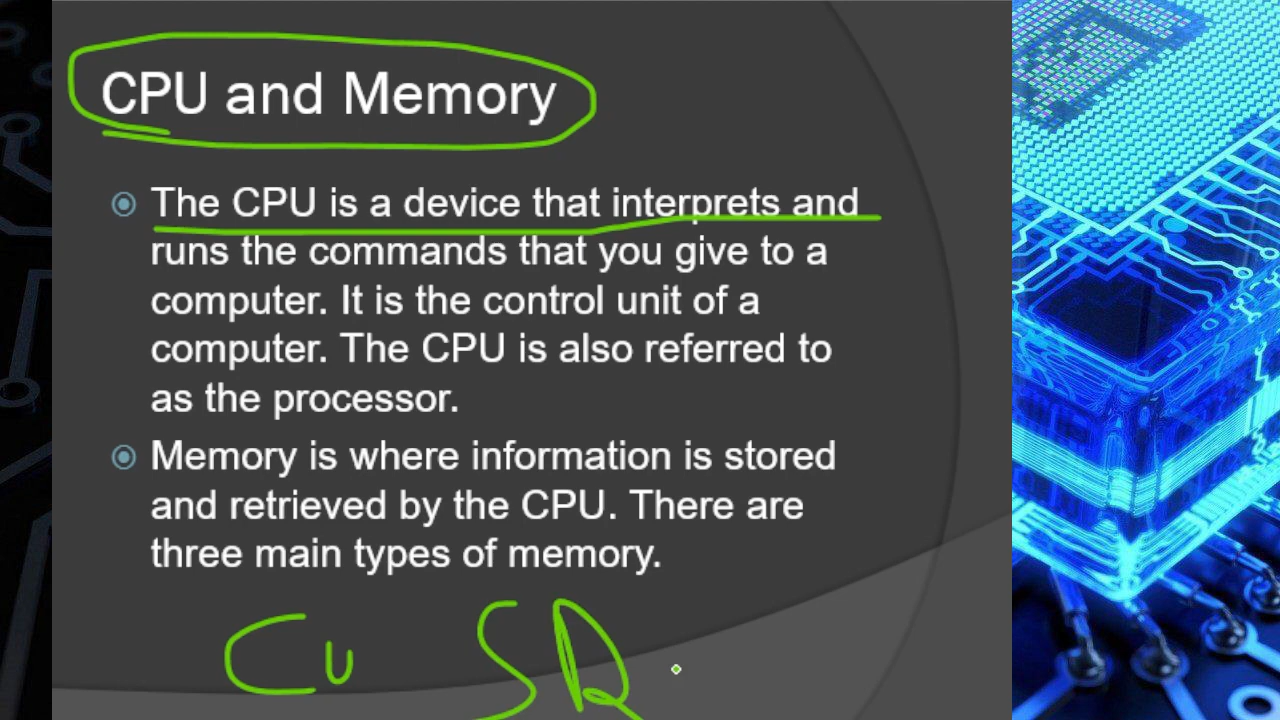 CPU and Memory
The CPU is a device that interprets and
runs the commands that you give to a
computer. It is the control unit of a
computer. The CPU is also referred to
as the processor.
Memory is where information is stored
and retrieved by the CPU. There are
three main types of memory.
Cu